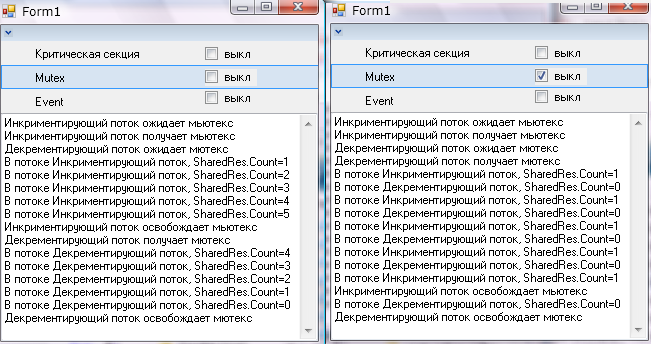 Form1
Критическая секция выкл
Mutex выкл
Event выкл
Инкриментирующий поток ожидает мьютекс
Инкриментирующий поток получает мьютекс
Декрементирующий поток ожидает мьютекс
В потоке Инкриментирующий поток, SharedRes.Count=1
В потоке Инкриментирующий поток, SharedRes.Count=2
В потоке Инкриментирующий поток, SharedRes.Count=3
В потоке Инкриментирующий поток, SharedRes.Count=4
В потоке Инкриментирующий поток, SharedRes.Count=5
Инкриментирующий поток освобождает мьютекс
Декрементирующий поток получает мютекс
В потоке Декрементирующий поток, SharedRes.Count=4
В потоке Декрементирующий поток, SharedRes.Count=3
В потоке Декрементирующий поток, SharedRes.Count=2
В потоке Декрементирующий поток, SharedRes.Count=1
В потоке Декрементирующий поток, SharedRes.Count=0
Декрементирующий поток освобождает мютекс
Form1
Критическая секция выкл
Mutex выкл
Event выкл
Инкриментирующий поток ожидает мьютекс
Инкриментирующий поток получает мьютекс
Декрементирующий поток ожидает мьютекс
Декрементирующий поток получает мютекс
В потоке Инкриментирующий поток, SharedRes.Count=1
В потоке Декрементирующий поток, SharedRes.Count=0
В потоке Инкриментирующий поток, SharedRes.Count=1
В потоке Декрементирующий поток, SharedRes.Count=0
В потоке Инкриментирующий поток, SharedRes.Count=1
В потоке Декрементирующий поток, SharedRes.Count=0
В потоке Инкриментирующий поток, SharedRes.Count=1
В потоке Декрементирующий поток, SharedRes.Count=0
В потоке Инкриментирующий поток, SharedRes.Count=1
Инкриментирующий поток освобождает мьютекс
В потоке Декрементирующий поток, SharedRes.Count=0
Декрементирующий поток освобождает мютекс